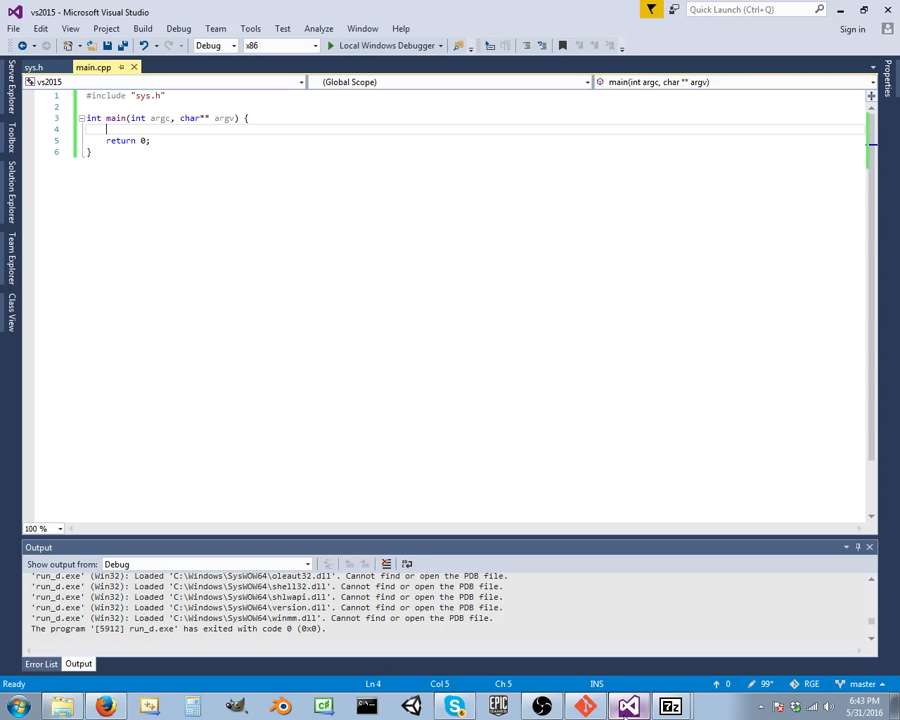 vs2015 - Microsoft Visual Studio
Quick Launch (Ctrl+Q)
File Edit View Project Build Debug Team Tools Test Analyze Window Help
Sign in
Debug x86 Local Windows Debugger
sys.h main.cpp
vs2015 (Global Scope) main(int argc, char ** argv)
Server Explorer
Toolbox
Solution Explorer
Team Explorer
Class View
Properties
1 #include "sys.h"
2
3 int main(int argc, char** argv) {
4
5 return 0;
6 }
100 %
Output
Show output from: Debug
'run_d.exe' (Win32): Loaded 'C:\Windows\SysWOW64\oleaut32.dll'. Cannot find or open the PDB file.
'run_d.exe' (Win32): Loaded 'C:\Windows\SysWOW64\shell32.dll'. Cannot find or open the PDB file.
'run_d.exe' (Win32): Loaded 'C:\Windows\SysWOW64\shlwapi.dll'. Cannot find or open the PDB file.
'run_d.exe' (Win32): Loaded 'C:\Windows\SysWOW64\version.dll'. Cannot find or open the PDB file.
'run_d.exe' (Win32): Loaded 'C:\Windows\SysWOW64\winmm.dll'. Cannot find or open the PDB file.
The program '[5912] run_d.exe' has exited with code 0 (0x0).
Error List Output
Ready Ln 4 Col 5 Ch 5 INS 0 99* RGE master
EPIC GAMES
6:43 PM
5/31/2016